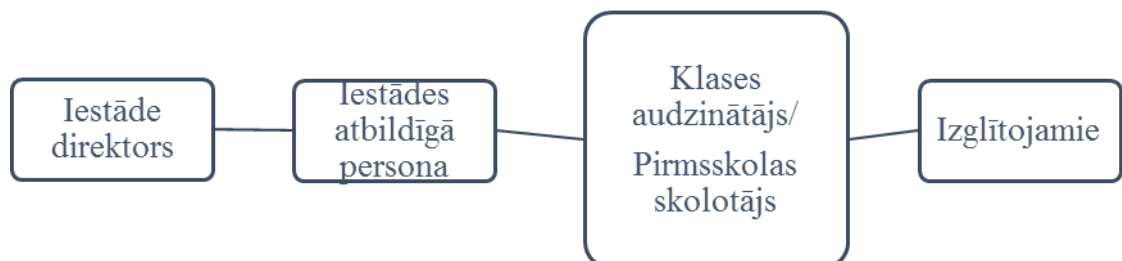 Iestāde
direktors
Iestādes
atbildīgā
persona
Klases
audzinātājs/
Pirmsskolas
skolotājs
Izglītojamie